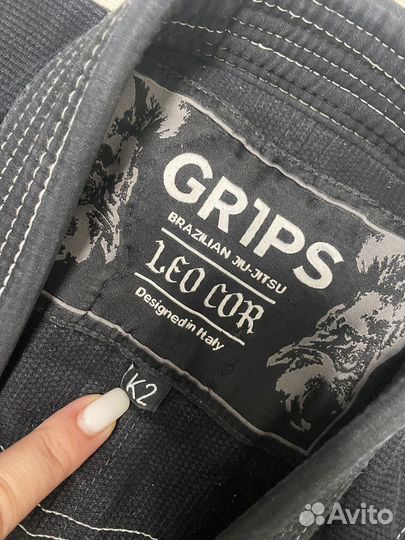 GR1PS
BRAZILIAN JIU-JITSU
LEO COR
Designed in Italy
K2
Avito